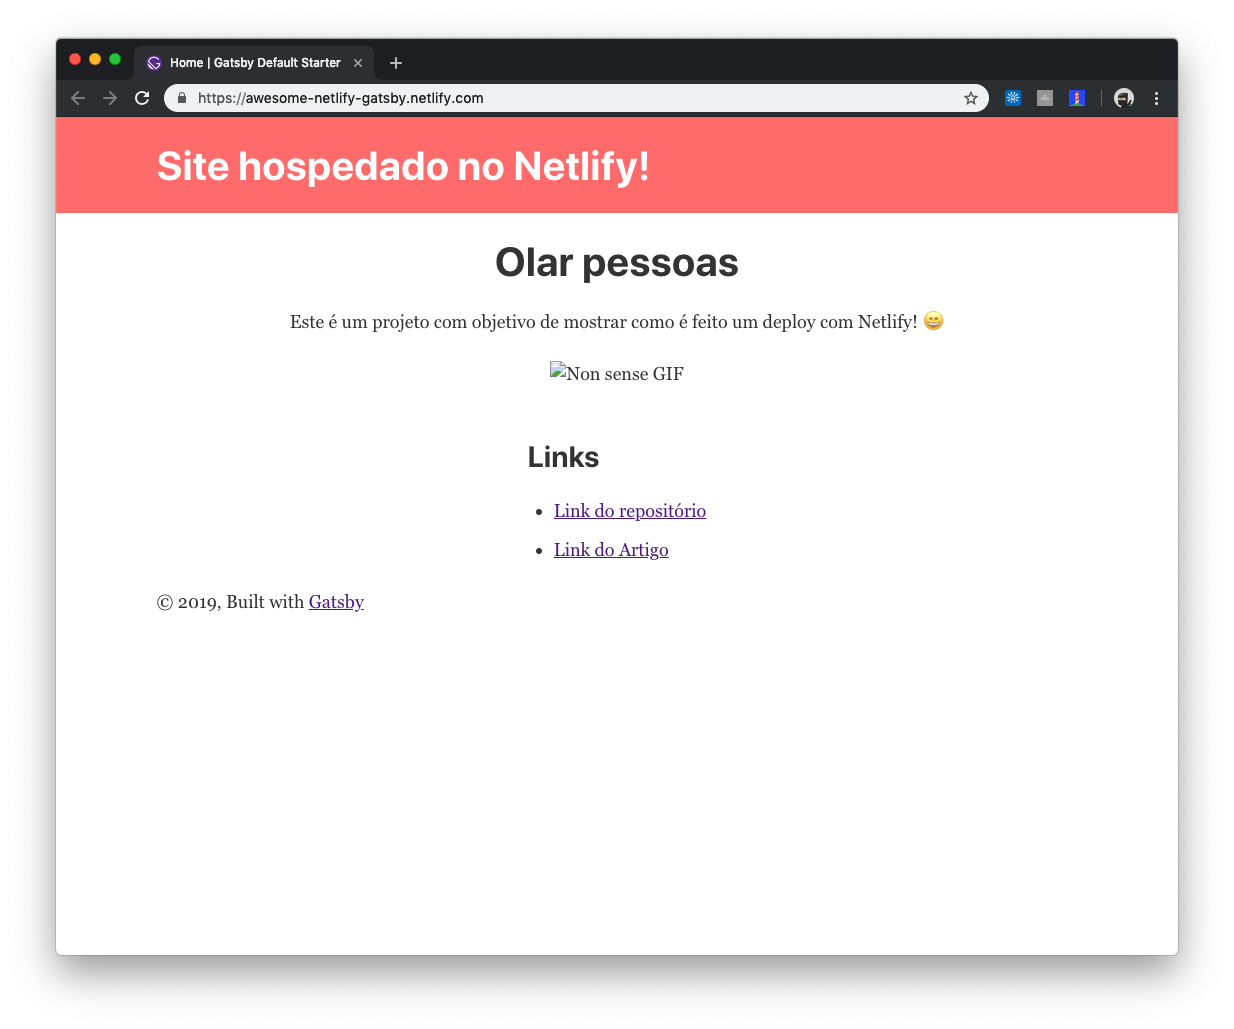 Home | Gatsby Default Starter
https://awesome-netlify-gatsby.netlify.com
Site hospedado no Netlify!
Olar pessoas
Este é um projeto com objetivo de mostrar como é feito um deploy com Netlify! 😄
Non sense GIF
Links
Link do repositório
Link do Artigo
© 2019, Built with Gatsby